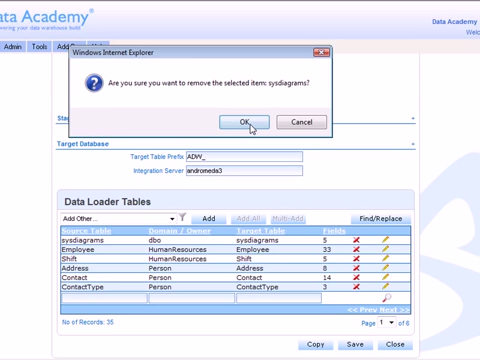 ata Academy®
vering your data warehouse build
Data Academy
Welco
Admin Tools
Windows Internet Explorer
Are you sure you want to remove the selected item: sysdiagrams?
OK Cancel
Target Database
Target Table Prefix ADW_
Integration Server andromeda3
Data Loader Tables
Add Other... Add Add All Multi-Add Find/Replace
Source Table Domain / Owner Target Table Fields
sysdiagrams dbo sysdiagrams 5
Employee HumanResources Employee 33
Shift HumanResources Shift 5
Address Person Address 8
Contact Person Contact 14
ContactType Person ContactType 3
<< Prev Next >>
No of Records: 35 Page 1 of 6
Copy Save Close